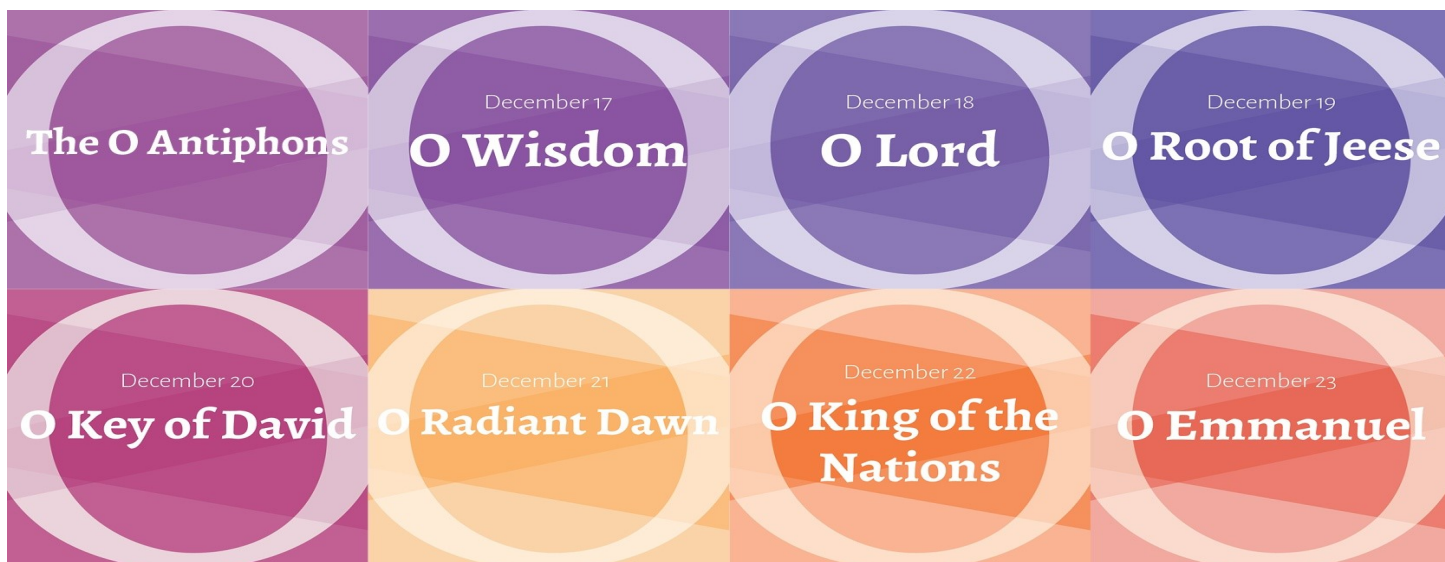 The O Antiphons
December 17
O Wisdom
December 18
O Lord
December 19
O Root of Jeese
December 20
O Key of David
December 21
O Radiant Dawn
December 22
O King of the
Nations
December 23
O Emmanuel